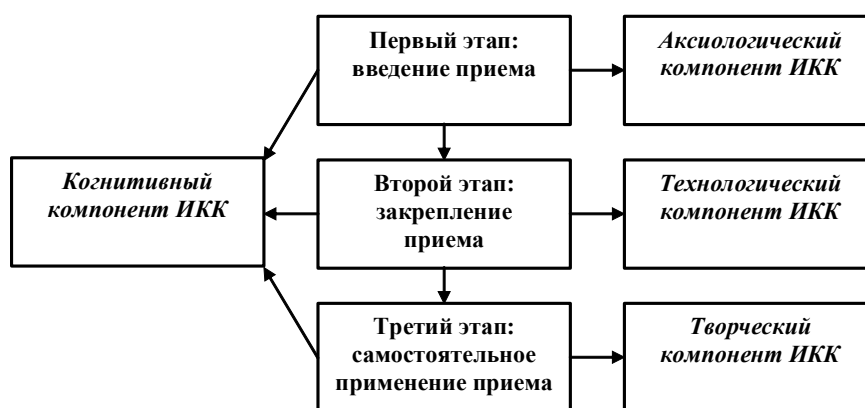 Первый этап:
введение приема
Аксиологический
компонент ИКК
Когнитивный
компонент ИКК
Второй этап:
закрепление
приема
Технологический
компонент ИКК
Третий этап:
самостоятельное
применение приема
Творческий
компонент ИКК